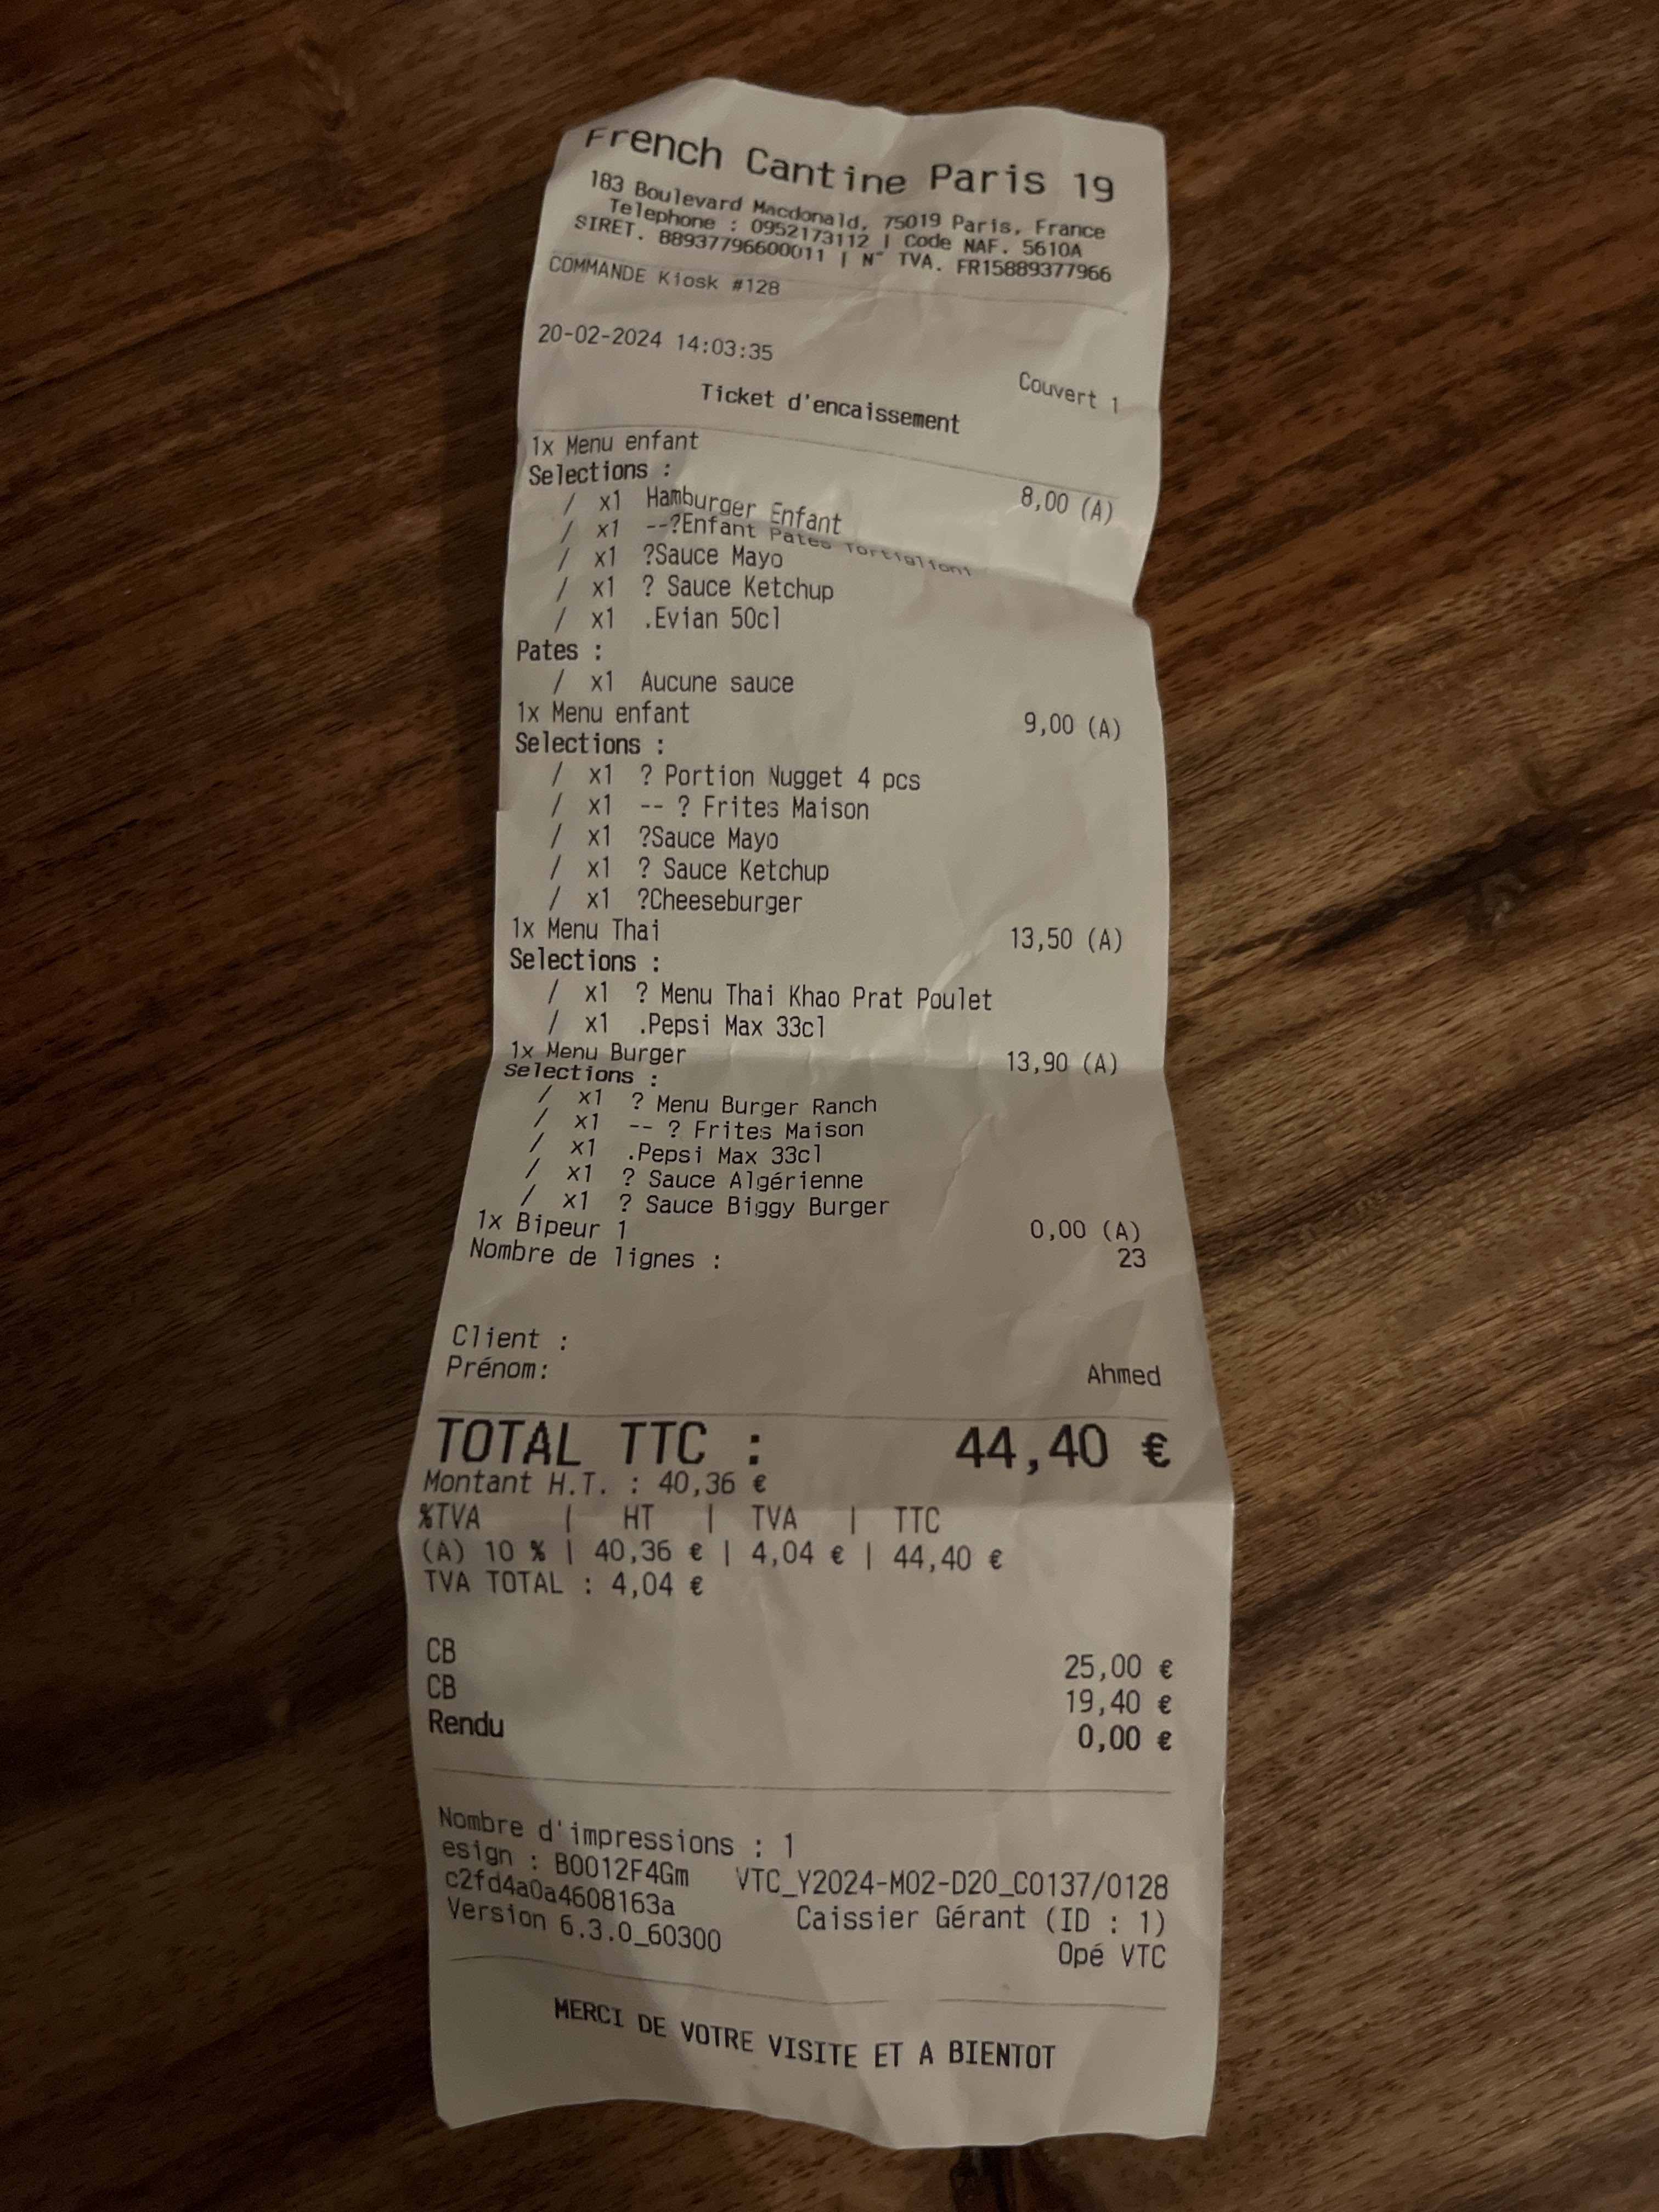 French Cantine Paris 19
183 Boulevard Macdonald, 75019 Paris, France
Telephone : 0952173112 | Code NAF. 5610A
SIRET. 88937796600011 | N° TVA. FR15889377966
COMMANDE Kiosk #128
20-02-2024 14:03:35
Couvert 1
Ticket d'encaissement
1x Menu enfant 8,00 (A)
Selections :
/ x1 Hamburger Enfant
/ x1 --?Enfant Pates Tortiglioni
/ x1 ?Sauce Mayo
/ x1 ? Sauce Ketchup
/ x1 .Evian 50cl
Pates :
/ x1 Aucune sauce
1x Menu enfant 9,00 (A)
Selections :
/ x1 ? Portion Nugget 4 pcs
/ x1 -- ? Frites Maison
/ x1 ?Sauce Mayo
/ x1 ? Sauce Ketchup
/ x1 ?Cheeseburger
1x Menu Thai 13,50 (A)
Selections :
/ x1 ? Menu Thai Khao Prat Poulet
/ x1 .Pepsi Max 33cl
1x Menu Burger 13,90 (A)
Selections :
/ x1 ? Menu Burger Ranch
/ x1 -- ? Frites Maison
/ x1 .Pepsi Max 33cl
/ x1 ? Sauce Algérienne
/ x1 ? Sauce Biggy Burger
1x Bipeur 1 0,00 (A)
Nombre de lignes : 23
Client :
Prénom: Ahmed
TOTAL TTC : 44,40 €
Montant H.T. : 40,36 €
%TVA | HT | TVA | TTC
(A) 10 % | 40,36 € | 4,04 € | 44,40 €
TVA TOTAL : 4,04 €
CB 25,00 €
CB 19,40 €
Rendu 0,00 €
Nombre d'impressions : 1
esign : B0012F4Gm VTC_Y2024-M02-D20_C0137/0128
c2fd4a0a4608163a Caissier Gérant (ID : 1)
Version 6.3.0_60300 Opé VTC
MERCI DE VOTRE VISITE ET A BIENTOT